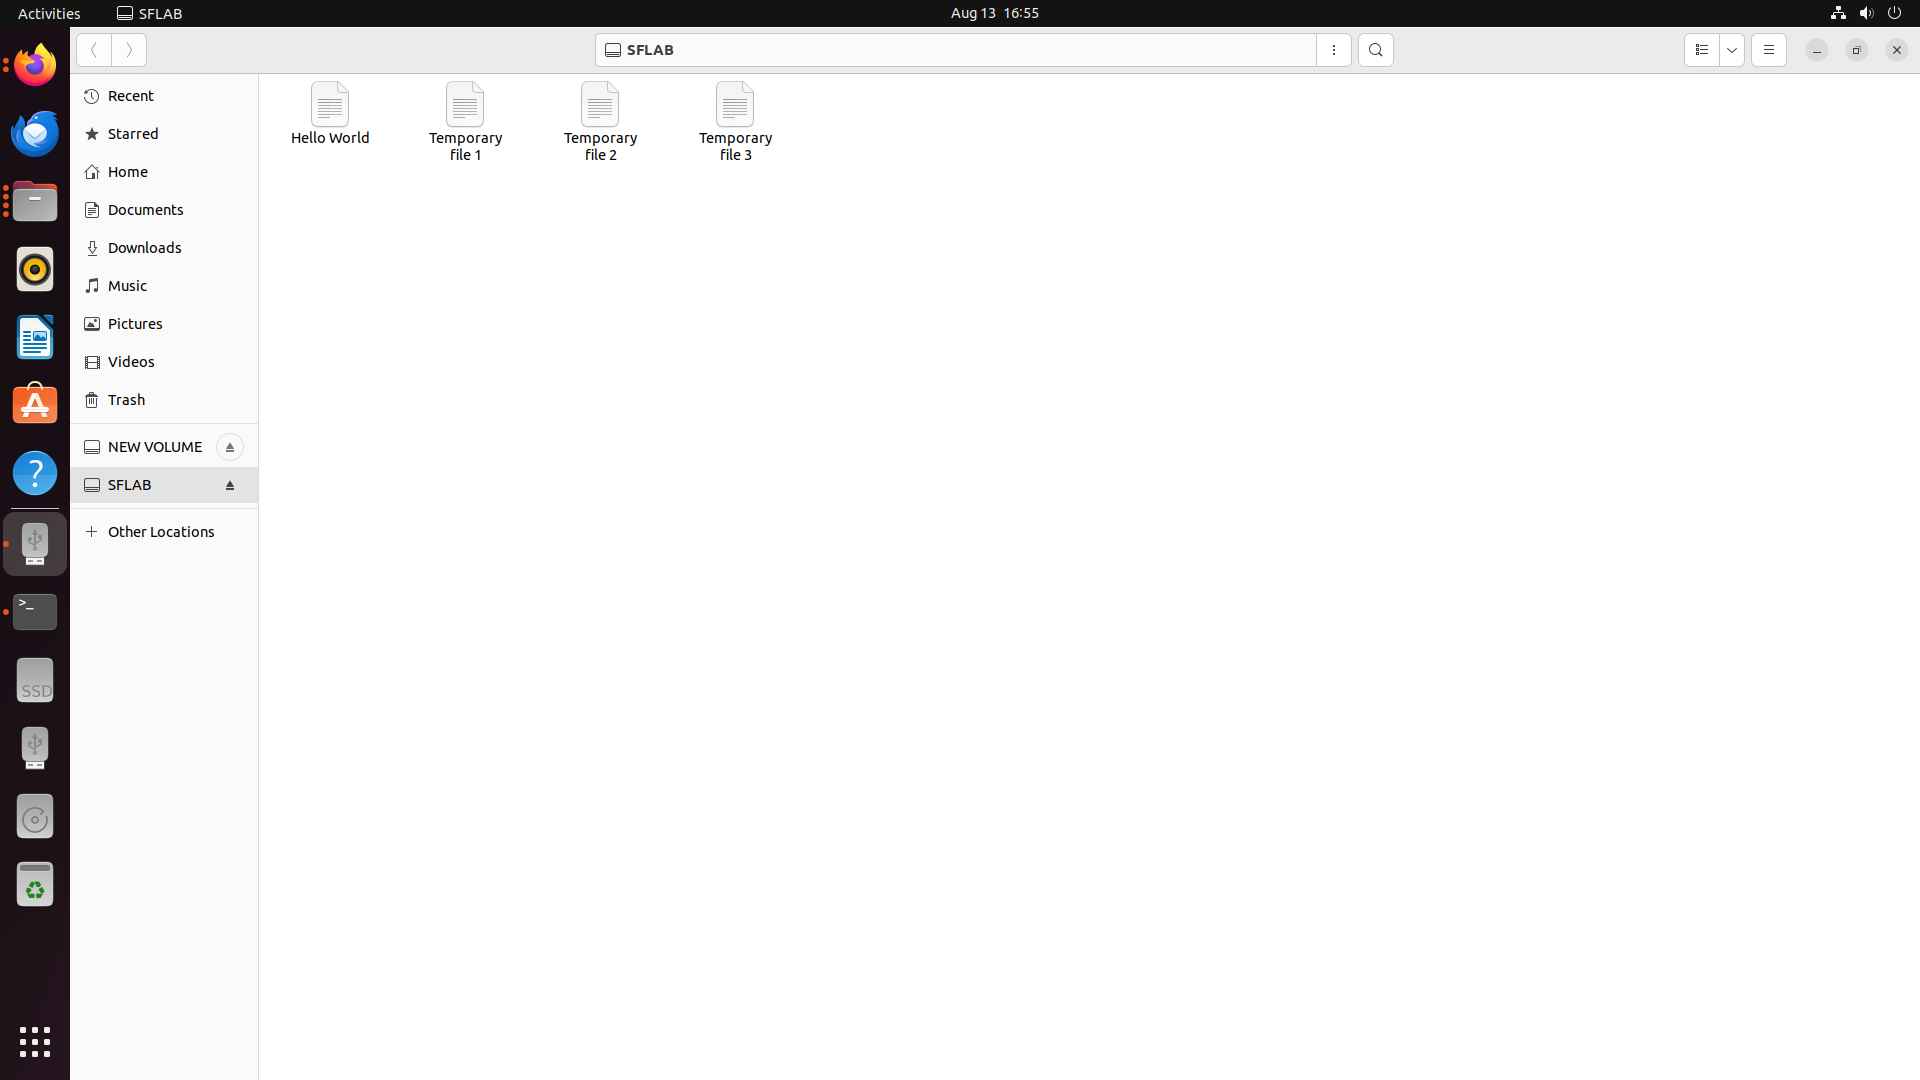 Activities
SFLAB
Aug 13 16:55
SFLAB
Recent
Starred
Home
Documents
Downloads
Music
Pictures
Videos
Trash
NEW VOLUME
SFLAB
Other Locations
Hello World
Temporary
file 1
Temporary
file 2
Temporary
file 3
?
>_
SSD